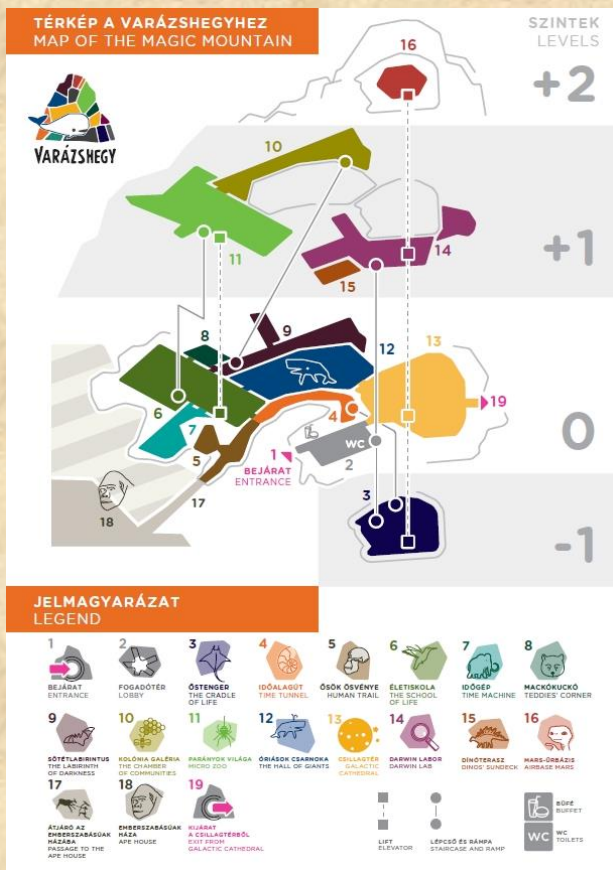 TÉRKÉP A VARÁZSHEGYHEZ
MAP OF THE MAGIC MOUNTAIN
SZINTEK
LEVELS
VARÁZSHEGY
16
+2
10
11
14
15
+1
9
8
12
13
6
7
4
19
5
WC
2
1
BEJÁRAT
ENTRANCE
0
17
18
3
-1
JELMAGYARÁZAT
LEGEND
1
BEJÁRAT
ENTRANCE
2
FOGADÓTÉR
LOBBY
3
ŐSTENGER
THE CRADLE
OF LIFE
4
IDŐALAGÚT
TIME TUNNEL
5
ŐSÖK ÖSVÉNYE
HUMAN TRAIL
6
ÉLETISKOLA
THE SCHOOL
OF LIFE
7
IDŐGÉP
TIME MACHINE
8
MACKÓKUCKÓ
TEDDIES' CORNER
9
SÖTÉTLABIRINTUS
THE LABIRINTH
OF DARKNESS
10
KOLÓNIA GALÉRIA
THE CHAMBER
OF COMMUNITIES
11
PARÁNYOK VILÁGA
MICRO ZOO
12
ÓRIÁSOK CSARNOKA
THE HALL OF GIANTS
13
CSILLAGTÉR
GALACTIC
CATHEDRAL
14
DARWIN LABOR
DARWIN LAB
15
DÍNÓTERASZ
DINOS' SUNDECK
16
MARS-ŰRBÁZIS
AIRBASE MARS
17
ÁTJÁRÓ AZ
EMBERSZABÁSÚAK
HÁZÁBA
PASSAGE TO THE
APE HOUSE
18
EMBERSZABÁSÚAK
HÁZA
APE HOUSE
19
KIJÁRAT
A CSILLAGTÉRBŐL
EXIT FROM
GALACTIC CATHEDRAL
LIFT
ELEVATOR
LÉPCSŐ ÉS RÁMPA
STAIRCASE AND RAMP
BÜFÉ
BUFFET
WC
WC
TOILETS